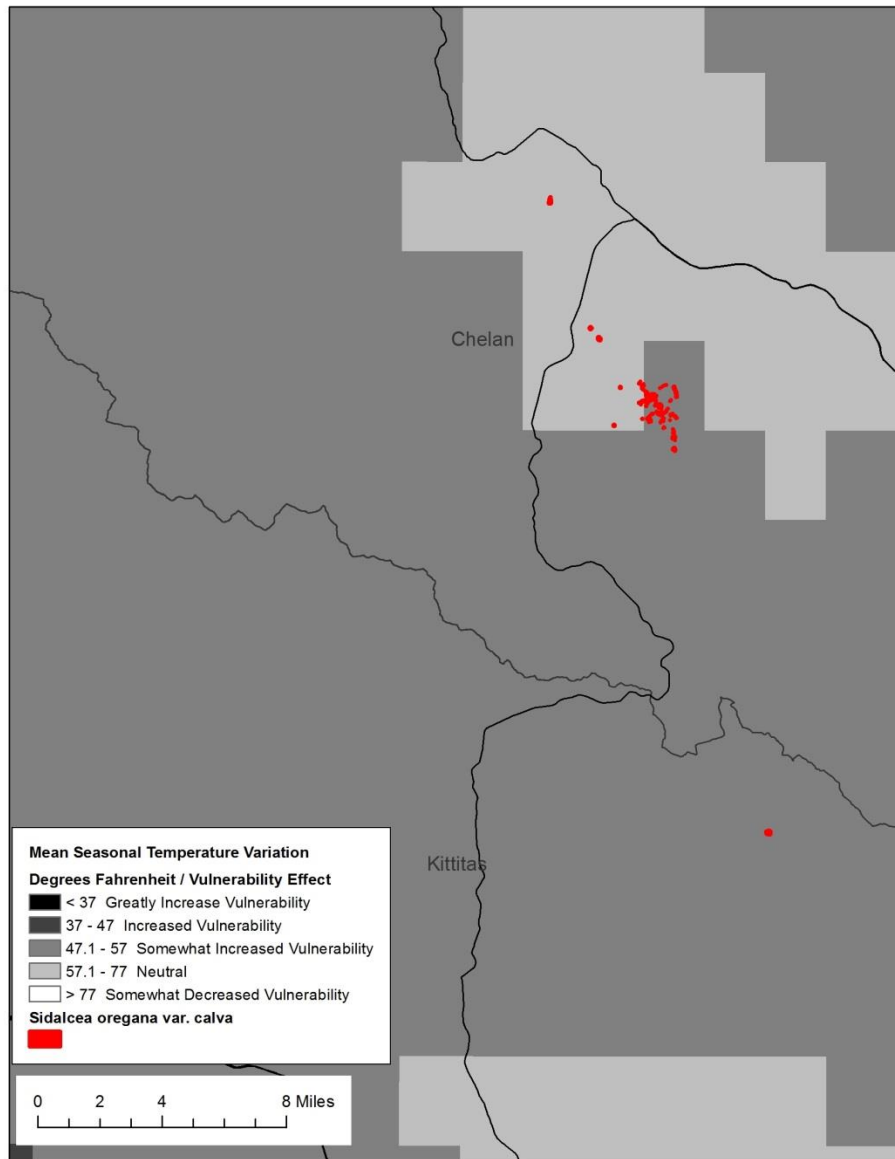 Chelan
Kittitas
Mean Seasonal Temperature Variation
Degrees Fahrenheit / Vulnerability Effect
< 37 Greatly Increase Vulnerability
37 - 47 Increased Vulnerability
47.1 - 57 Somewhat Increased Vulnerability
57.1 - 77 Neutral
> 77 Somewhat Decreased Vulnerability
Sidalcea oregana var. calva
0 2 4 8 Miles